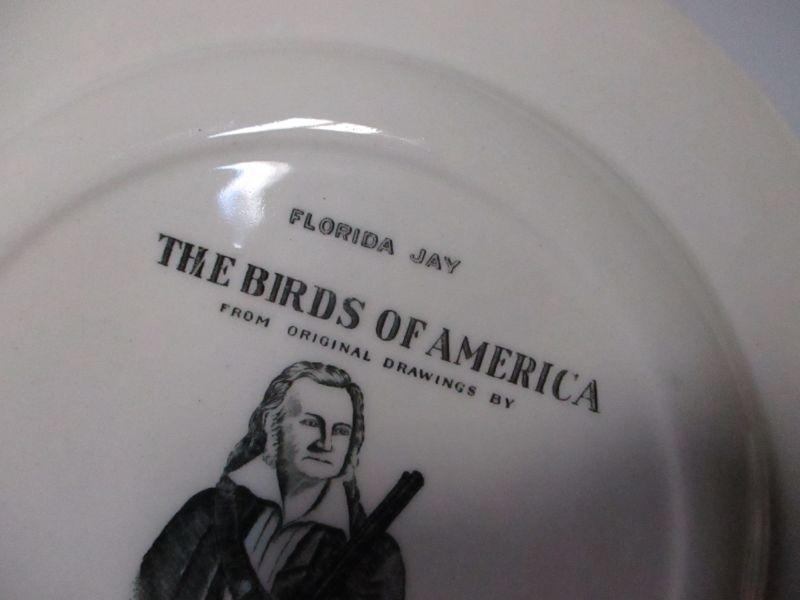 FLORIDA JAY
THE BIRDS OF AMERICA
FROM ORIGINAL DRAWINGS BY